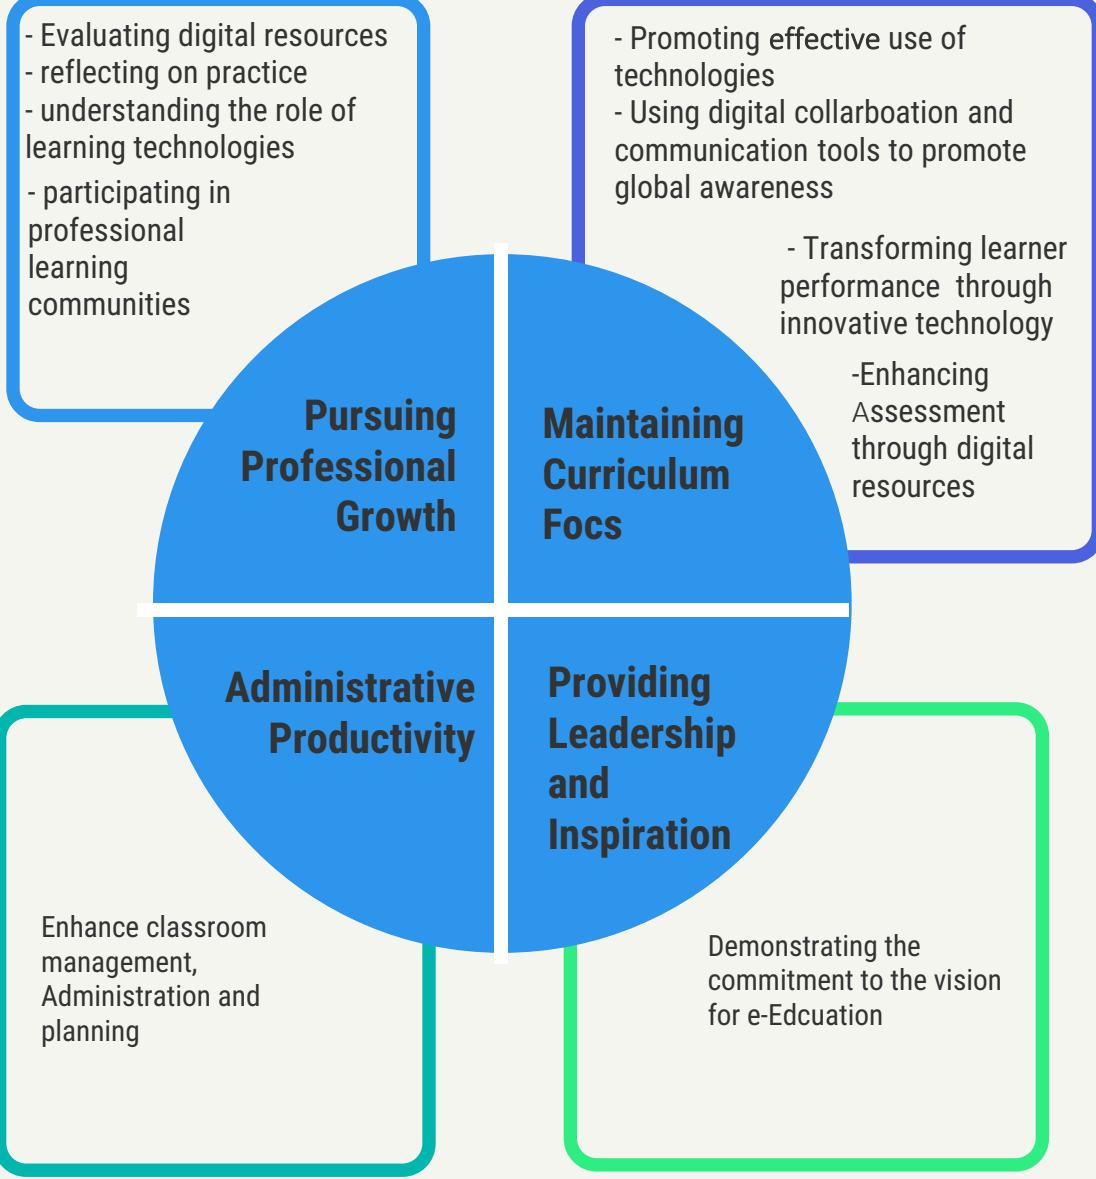 - Evaluating digital resources
- reflecting on practice
- understanding the role of
learning technologies
- participating in
professional
learning
communities
- Promoting effective use of
technologies
- Using digital collarboation and
communication tools to promote
global awareness
- Transforming learner
performance through
innovative technology
-Enhancing
Assessment
through digital
resources
Pursuing
Professional
Growth
Maintaining
Curriculum
Focs
Administrative
Productivity
Providing
Leadership
and
Inspiration
Enhance classroom
management,
Administration and
planning
Demonstrating the
commitment to the vision
for e-Edcuation